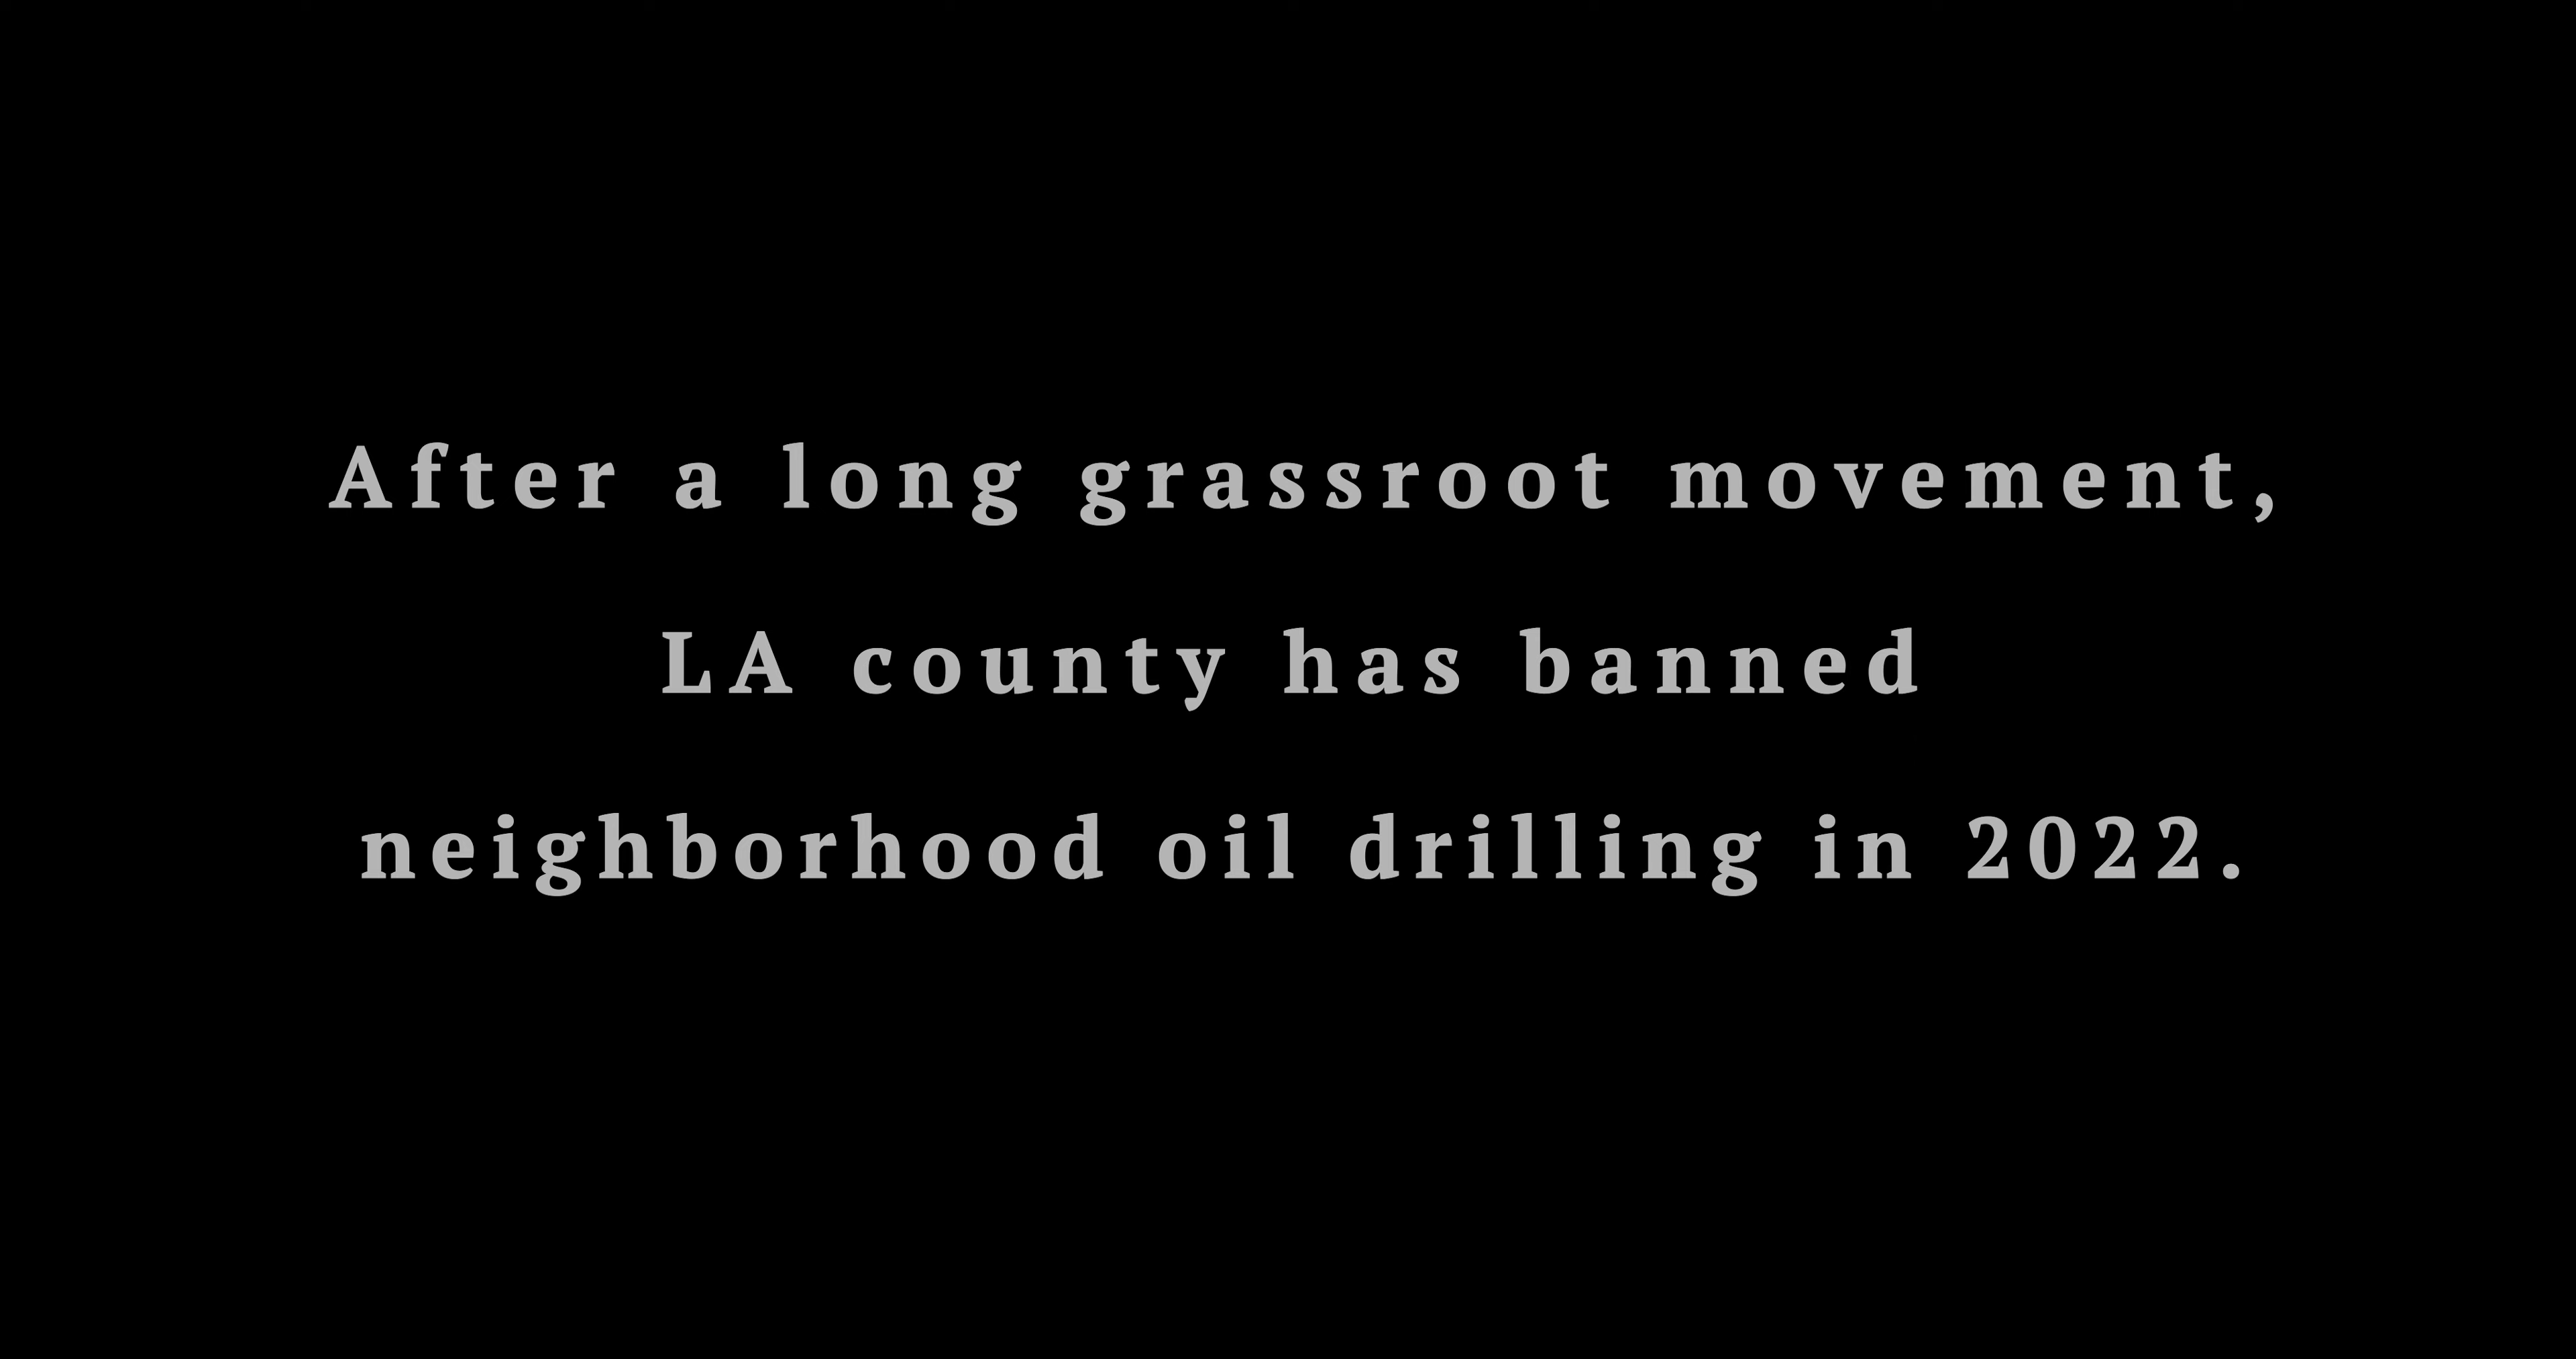 After a long grassroot movement,
LA county has banned
neighborhood oil drilling in 2022.